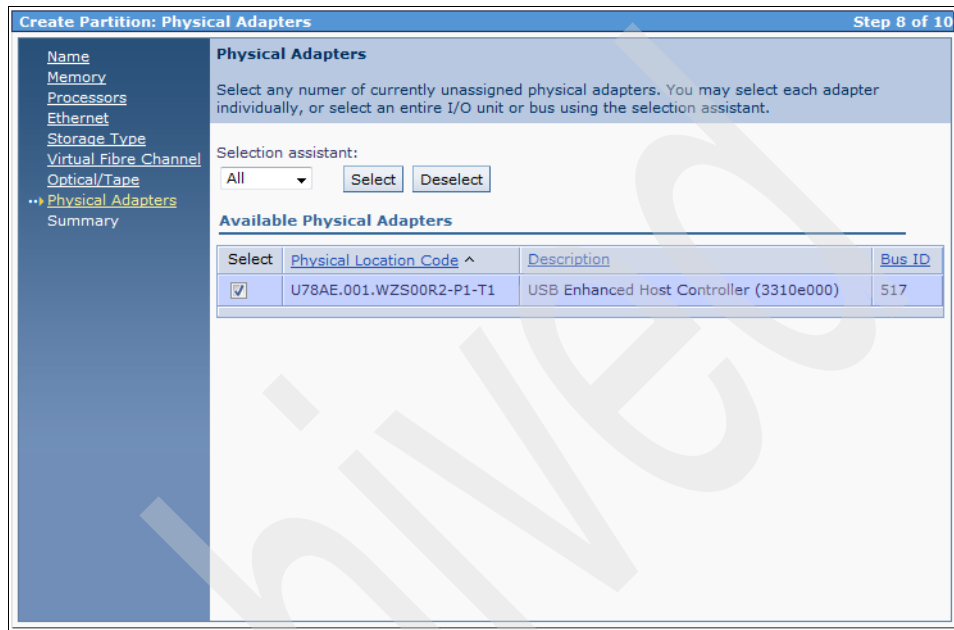 Create Partition: Physical Adapters Step 8 of 10
Name
Memory
Processors
Ethernet
Storage Type
Virtual Fibre Channel
Optical/Tape
Physical Adapters
Summary
Physical Adapters
Select any numer of currently unassigned physical adapters. You may select each adapter
individually, or select an entire I/O unit or bus using the selection assistant.
Selection assistant:
All Select Deselect
Available Physical Adapters
Select Physical Location Code ^ Description Bus ID
U78AE.001.WZS00R2-P1-T1 USB Enhanced Host Controller (3310e000) 517
hived